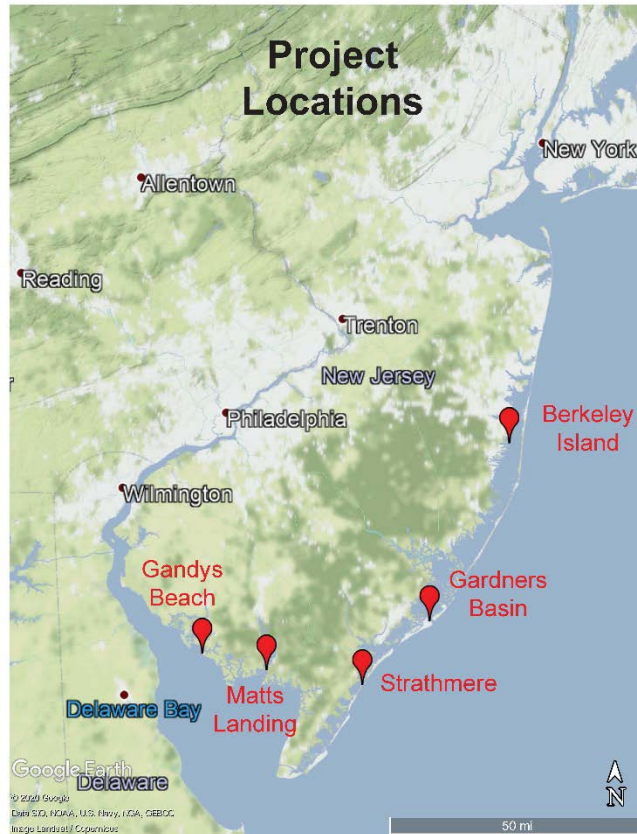 Project
Locations
New York
Allentown
Reading
Trenton
New Jersey
Philadelphia
Berkeley
Island
Wilmington
Gandys
Beach
Gardners
Basin
Matts
Landing
Strathmere
Delaware Bay
Google Earth
Delaware
© 2020 Google
Data SIO, NOAA, U.S. Navy, NGA, GEBCO
Image Landsat / Copernicus
N
50 mi
r